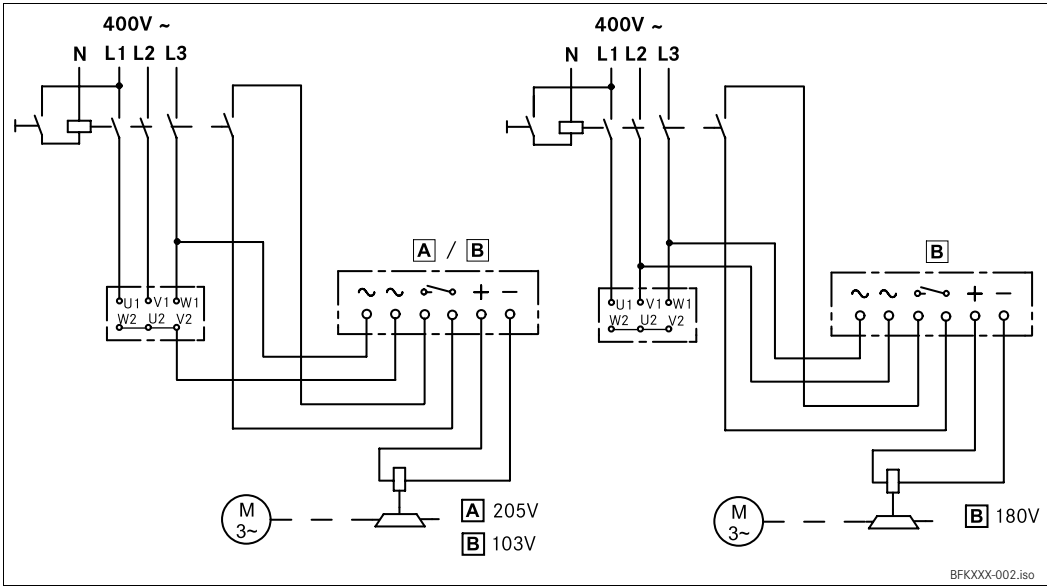 400V ~
N L1 L2 L3
A / B
U1 V1 W1
W2 U2 V2
∼ ∼ + −
M
3~
A 205V
B 103V
400V ~
N L1 L2 L3
B
U1 V1 W1
W2 U2 V2
∼ ∼ + −
M
3~
B 180V
BFKXXX-002.iso